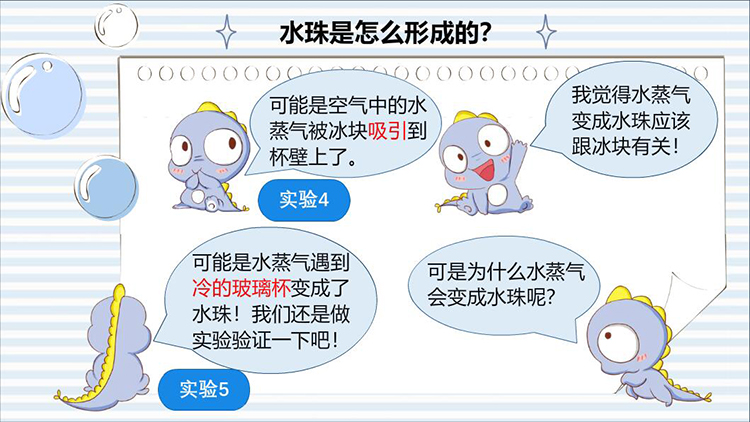 水珠是怎么形成的？
可能是空气中的水
蒸气被冰块吸引到
杯壁上了。
实验4
我觉得水蒸气
变成水珠应该
跟冰块有关！
可能是水蒸气遇到
冷的玻璃杯变成了
水珠！我们还是做
实验验证一下吧！
实验5
可是为什么水蒸气
会变成水珠呢？